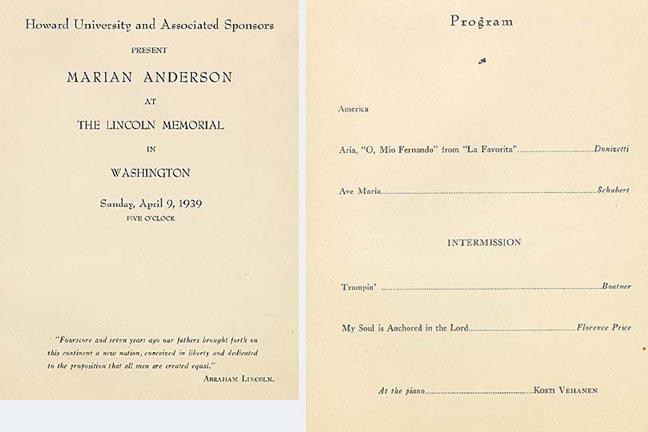 Howard University and Associated Sponsors
PRESENT
MARIAN ANDERSON
AT
THE LINCOLN MEMORIAL
IN
WASHINGTON
Sunday, April 9, 1939
FIVE O'CLOCK
"Fourscore and seven years ago our fathers brought forth on
this continent a new nation, conceived in liberty and dedicated
to the proposition that all men are created equal."
ABRAHAM LINCOLN.
Program
America
Aria, "O, Mio Fernando" from "La Favorita"..............................Donizetti
Ave Maria..............................Schubert
INTERMISSION
Trampin' ..............................Boatner
My Soul is Anchored in the Lord..............................Florence Price
At the piano..............................KOSTI VEHANEN